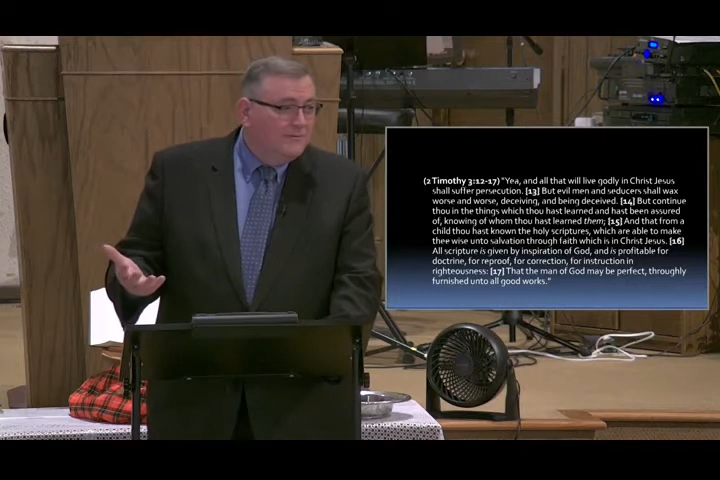 (2 Timothy 3:12-17) "Yea, and all that will live godly in Christ Jesus
shall suffer persecution. [13] But evil men and seducers shall wax
worse and worse, deceiving, and being deceived. [14] But continue
thou in the things which thou hast learned and hast been assured
of, knowing of whom thou hast learned them; [15] And that from a
child thou hast known the holy scriptures, which are able to make
thee wise unto salvation through faith which is in Christ Jesus. [16]
All scripture is given by inspiration of God, and is profitable for
doctrine, for reproof, for correction, for instruction in
righteousness: [17] That the man of God may be perfect, throughly
furnished unto all good works."